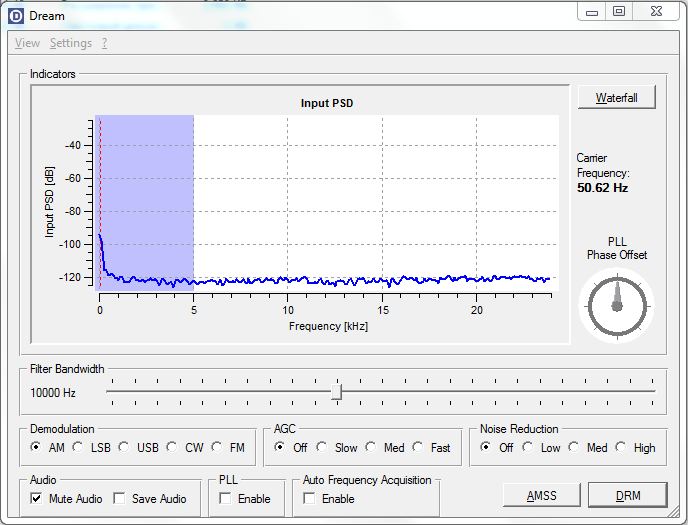 Dream
View Settings ?
Indicators
Input PSD
Waterfall
Input PSD [dB]
-40
-60
-80
-100
-120
0 5 10 15 20
Frequency [kHz]
Carrier
Frequency:
50.62 Hz
PLL
Phase Offset
Filter Bandwidth
10000 Hz
Demodulation
AM LSB USB CW FM
AGC
Off Slow Med Fast
Noise Reduction
Off Low Med High
Audio
Mute Audio Save Audio
PLL
Enable
Auto Frequency Acquisition
Enable
AMSS
DRM